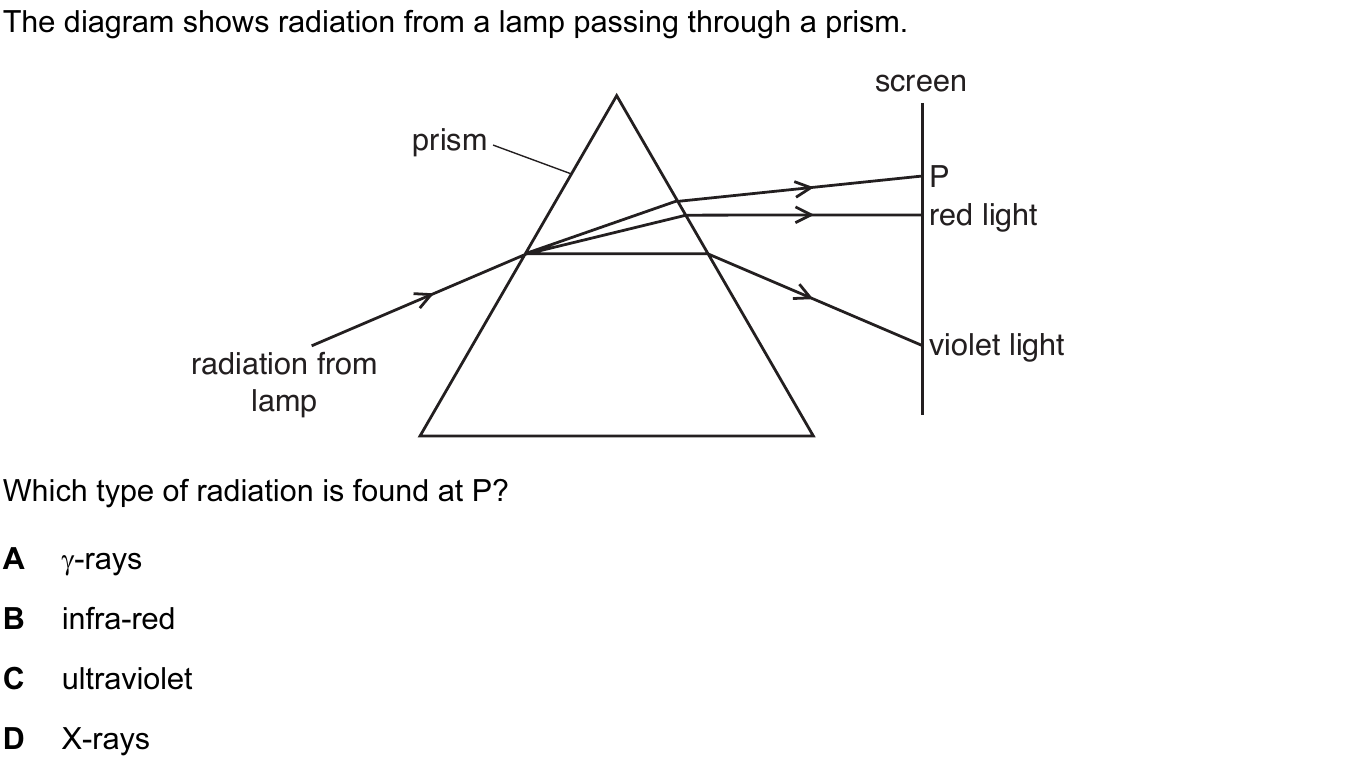 The diagram shows radiation from a lamp passing through a prism.
screen
prism
P
red light
violet light
radiation from
lamp
Which type of radiation is found at P?
A γ-rays
B infra-red
C ultraviolet
D X-rays